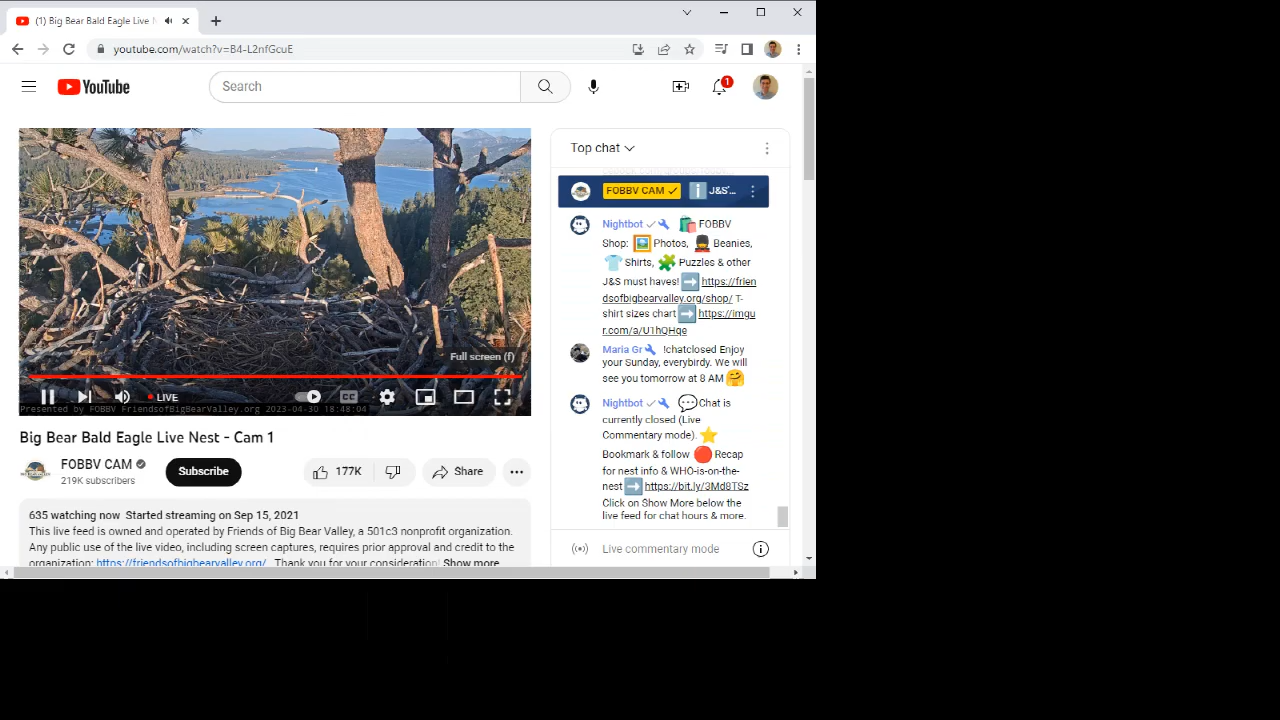 (1) Big Bear Bald Eagle Live N
youtube.com/watch?v=B4-L2nfGcuE
YouTube
Search
1
Full screen (f)
LIVE
CC
Presented by FOBBV FriendsofBigBearValley.org 2023-04-30 18:48:04
Big Bear Bald Eagle Live Nest - Cam 1
FOBBV CAM
219K subscribers
Subscribe
177K
Share
635 watching now Started streaming on Sep 15, 2021
This live feed is owned and operated by Friends of Big Bear Valley, a 501c3 nonprofit organization.
Any public use of the live video, including screen captures, requires prior approval and credit to the
organization: https://friendsofbigbearvalley.org/ . Thank you for your consideration! Show more
Top chat
FOBBV CAM J&S'...
Nightbot FOBBV
Shop: Photos, Beanies,
Shirts, Puzzles & other
J&S must haves! https://frien
dsofbigbearvalley.org/shop/ T-
shirt sizes chart https://imgu
r.com/a/U1hQHqe
Maria Gr !chatclosed Enjoy
your Sunday, everybirdy. We will
see you tomorrow at 8 AM
Nightbot Chat is
currently closed (Live
Commentary mode).
Bookmark & follow Recap
for nest info & WHO-is-on-the-
nest https://bit.ly/3Md8TSz
Click on Show More below the
live feed for chat hours & more.
Live commentary mode